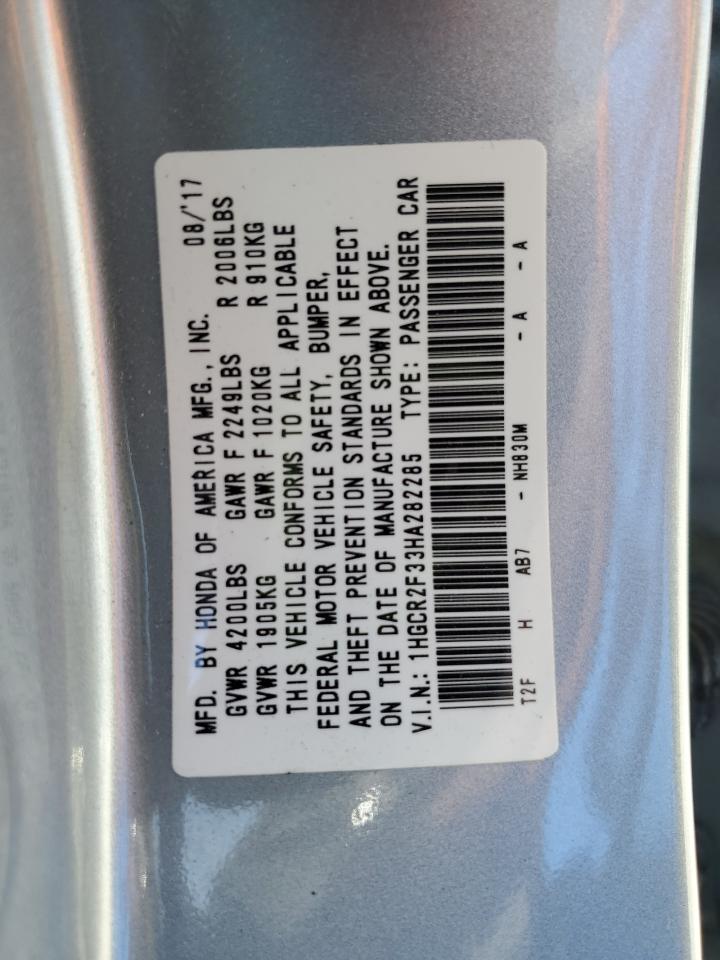 MFD. BY HONDA OF AMERICA MFG., INC. 08/'17
GVWR 4200LBS GAWR F 2249LBS R 2006LBS
GVWR 1905KG GAWR F 1020KG R 910KG
THIS VEHICLE CONFORMS TO ALL APPLICABLE
FEDERAL MOTOR VEHICLE SAFETY, BUMPER,
AND THEFT PREVENTION STANDARDS IN EFFECT
ON THE DATE OF MANUFACTURE SHOWN ABOVE.
V.I.N.: 1HGCR2F33HA282285 TYPE: PASSENGER CAR
T2F H AB7 - NH830M - A - A